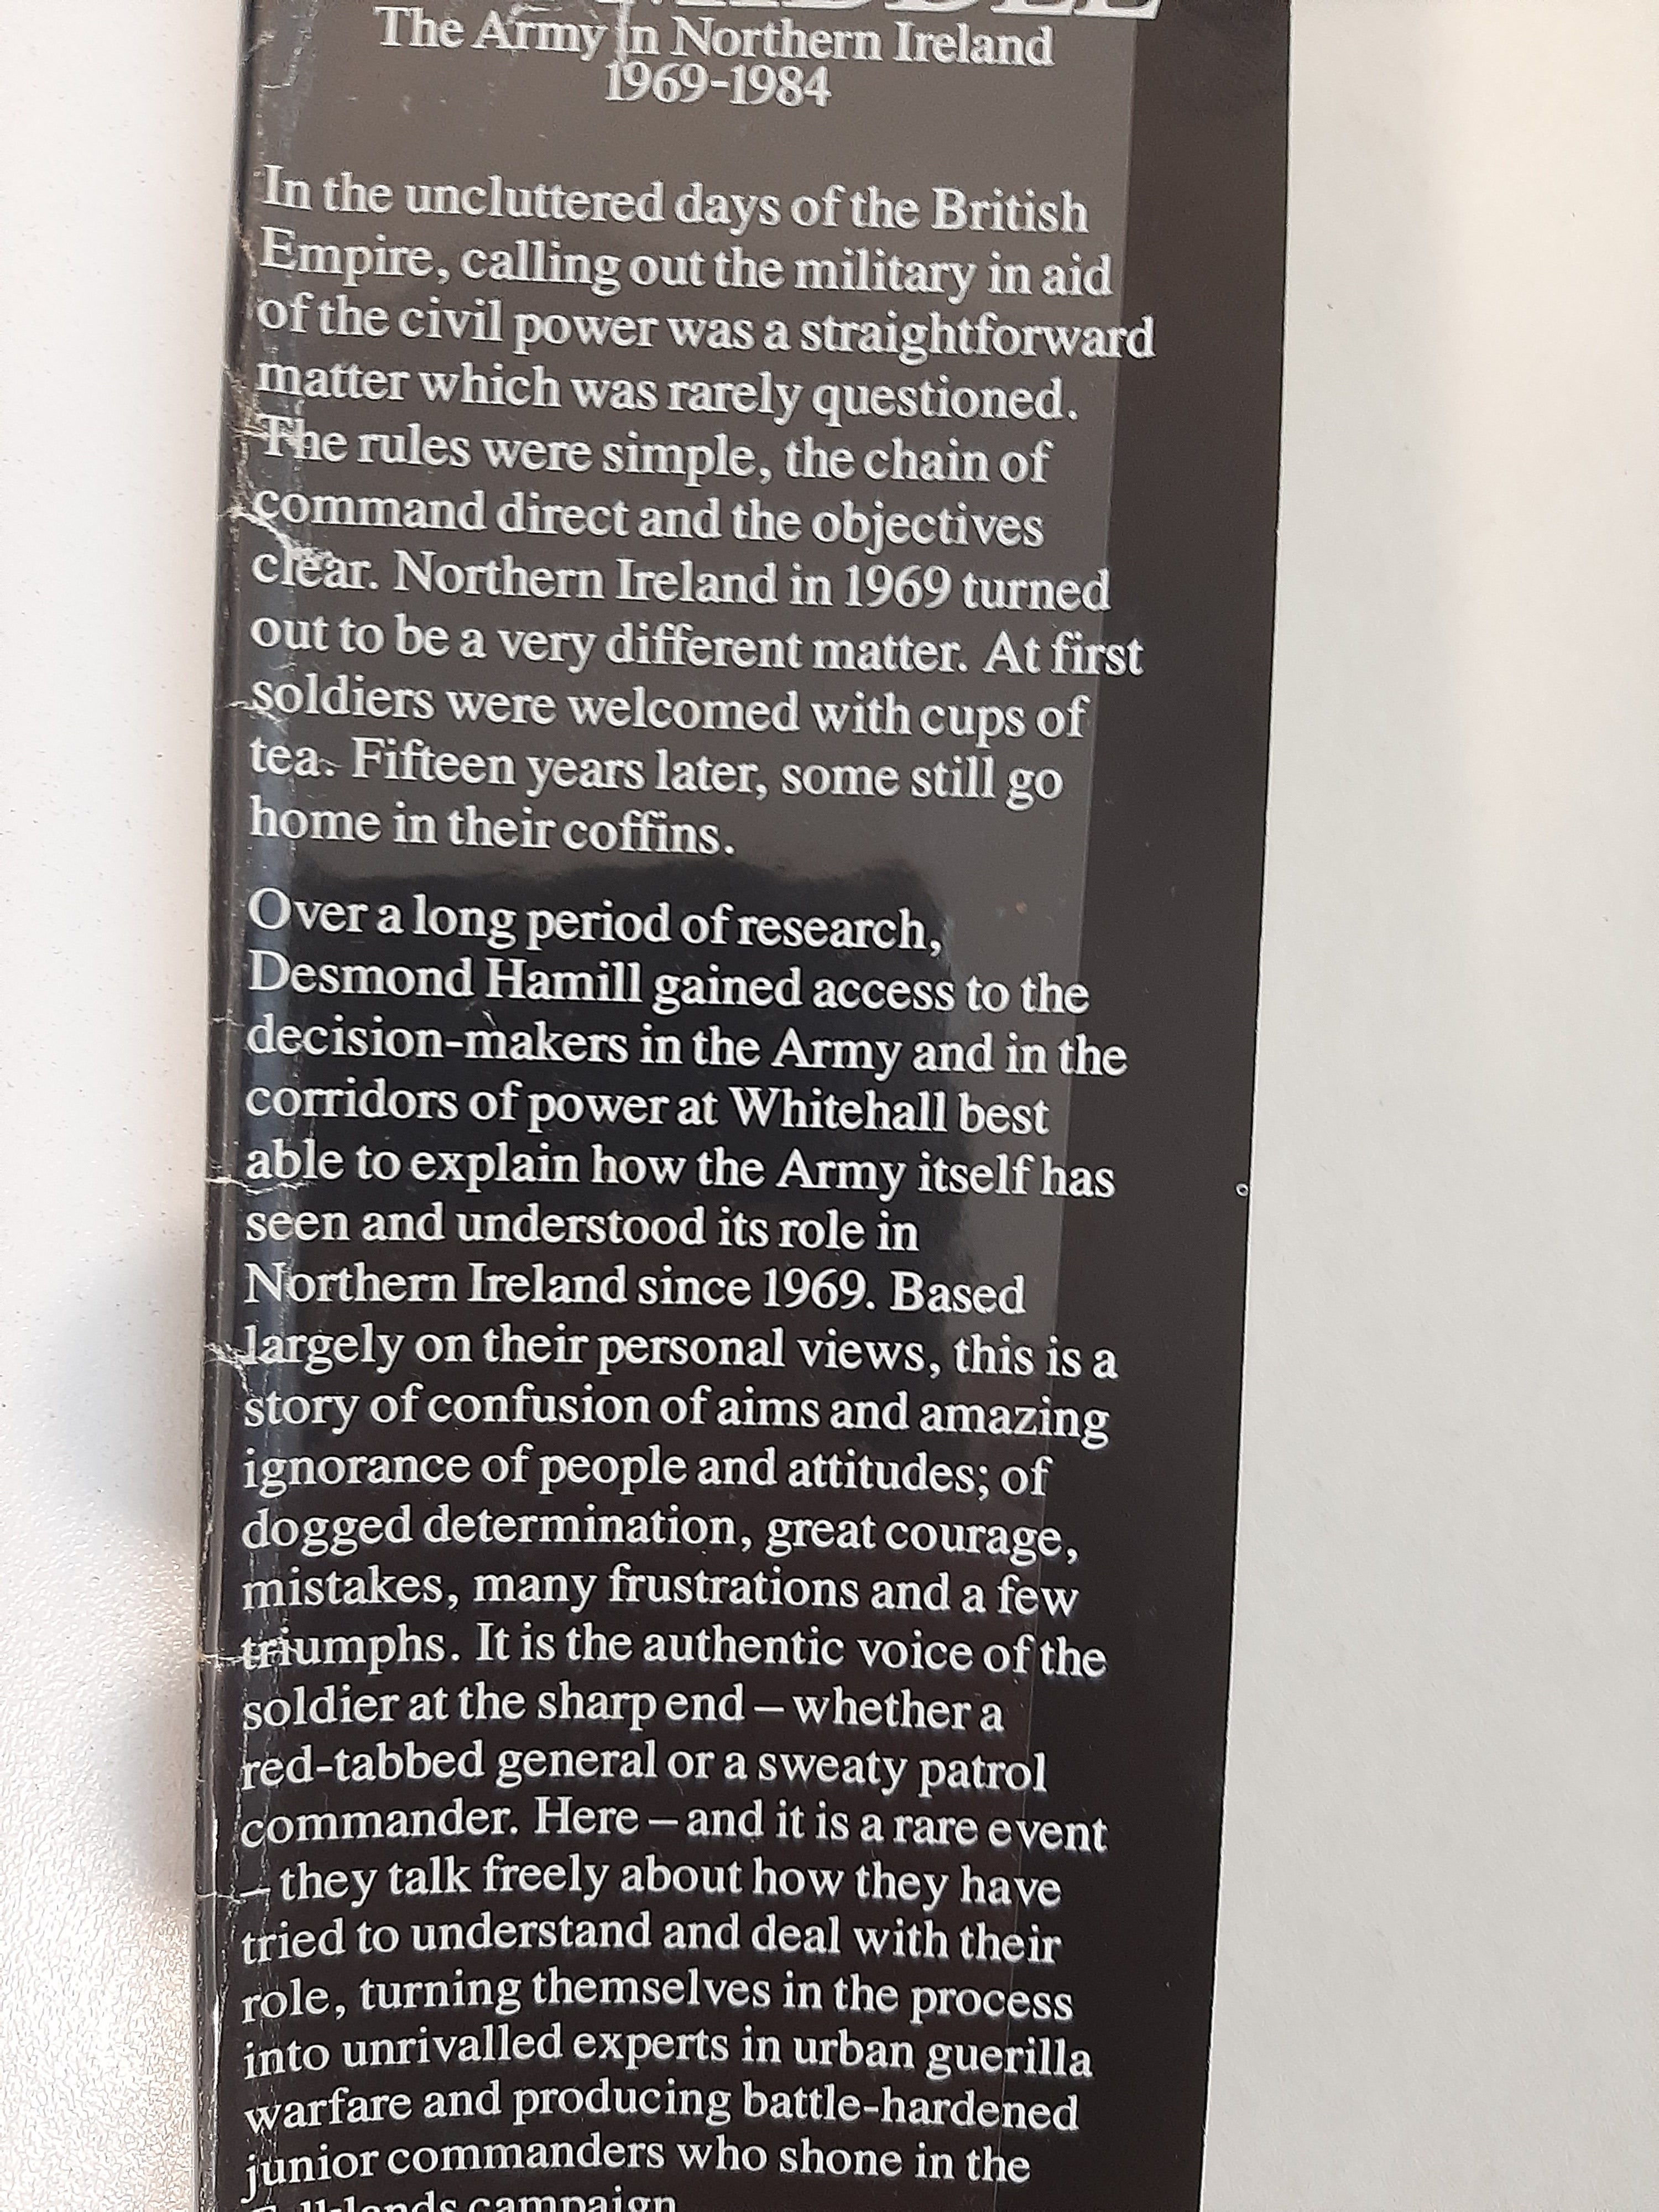 The Army in Northern Ireland
1969-1984
In the uncluttered days of the British
Empire, calling out the military in aid
of the civil power was a straightforward
matter which was rarely questioned.
The rules were simple, the chain of
command direct and the objectives
clear. Northern Ireland in 1969 turned
out to be a very different matter. At first
soldiers were welcomed with cups of
tea. Fifteen years later, some still go
home in their coffins.
Over a long period of research,
Desmond Hamill gained access to the
decision-makers in the Army and in the
corridors of power at Whitehall best
able to explain how the Army itself has
seen and understood its role in
Northern Ireland since 1969. Based
largely on their personal views, this is a
story of confusion of aims and amazing
ignorance of people and attitudes; of
dogged determination, great courage,
mistakes, many frustrations and a few
triumphs. It is the authentic voice of the
soldier at the sharp end – whether a
red-tabbed general or a sweaty patrol
commander. Here – and it is a rare event
– they talk freely about how they have
tried to understand and deal with their
role, turning themselves in the process
into unrivalled experts in urban guerilla
warfare and producing battle-hardened
junior commanders who shone in the
Falklands campaign